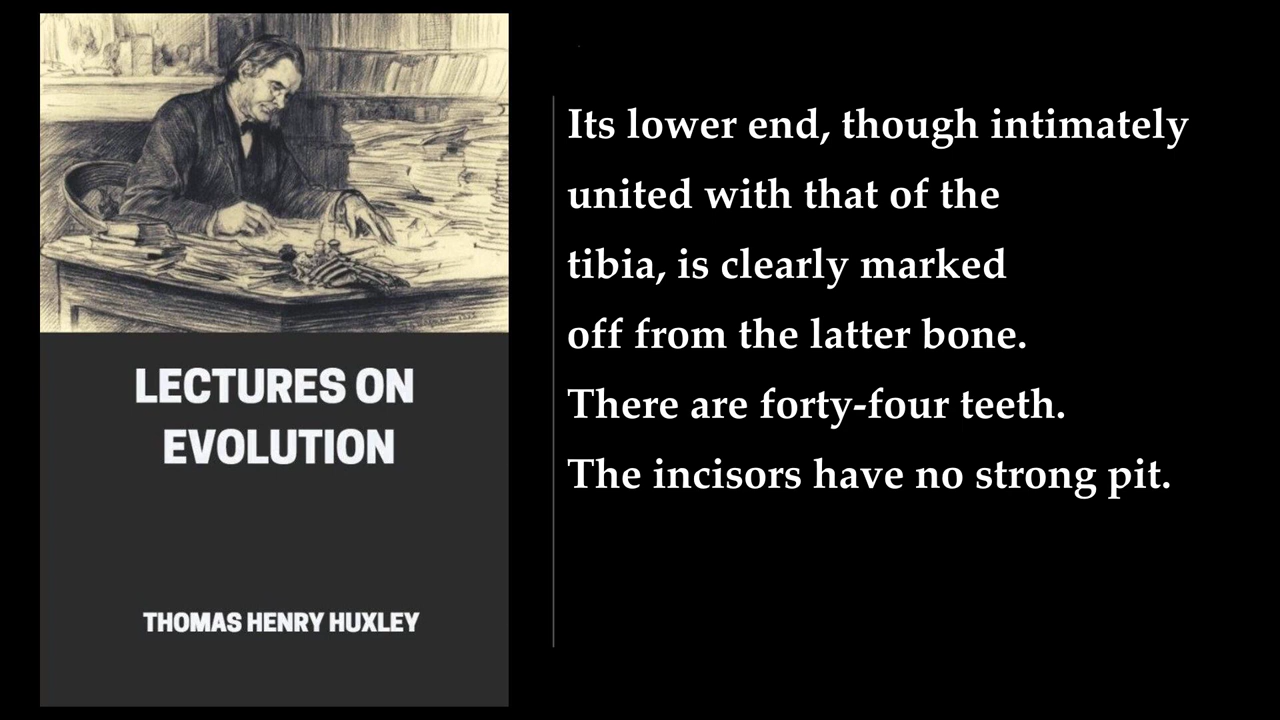 LECTURES ON
EVOLUTION
THOMAS HENRY HUXLEY
Its lower end, though intimately
united with that of the
tibia, is clearly marked
off from the latter bone.
There are forty-four teeth.
The incisors have no strong pit.